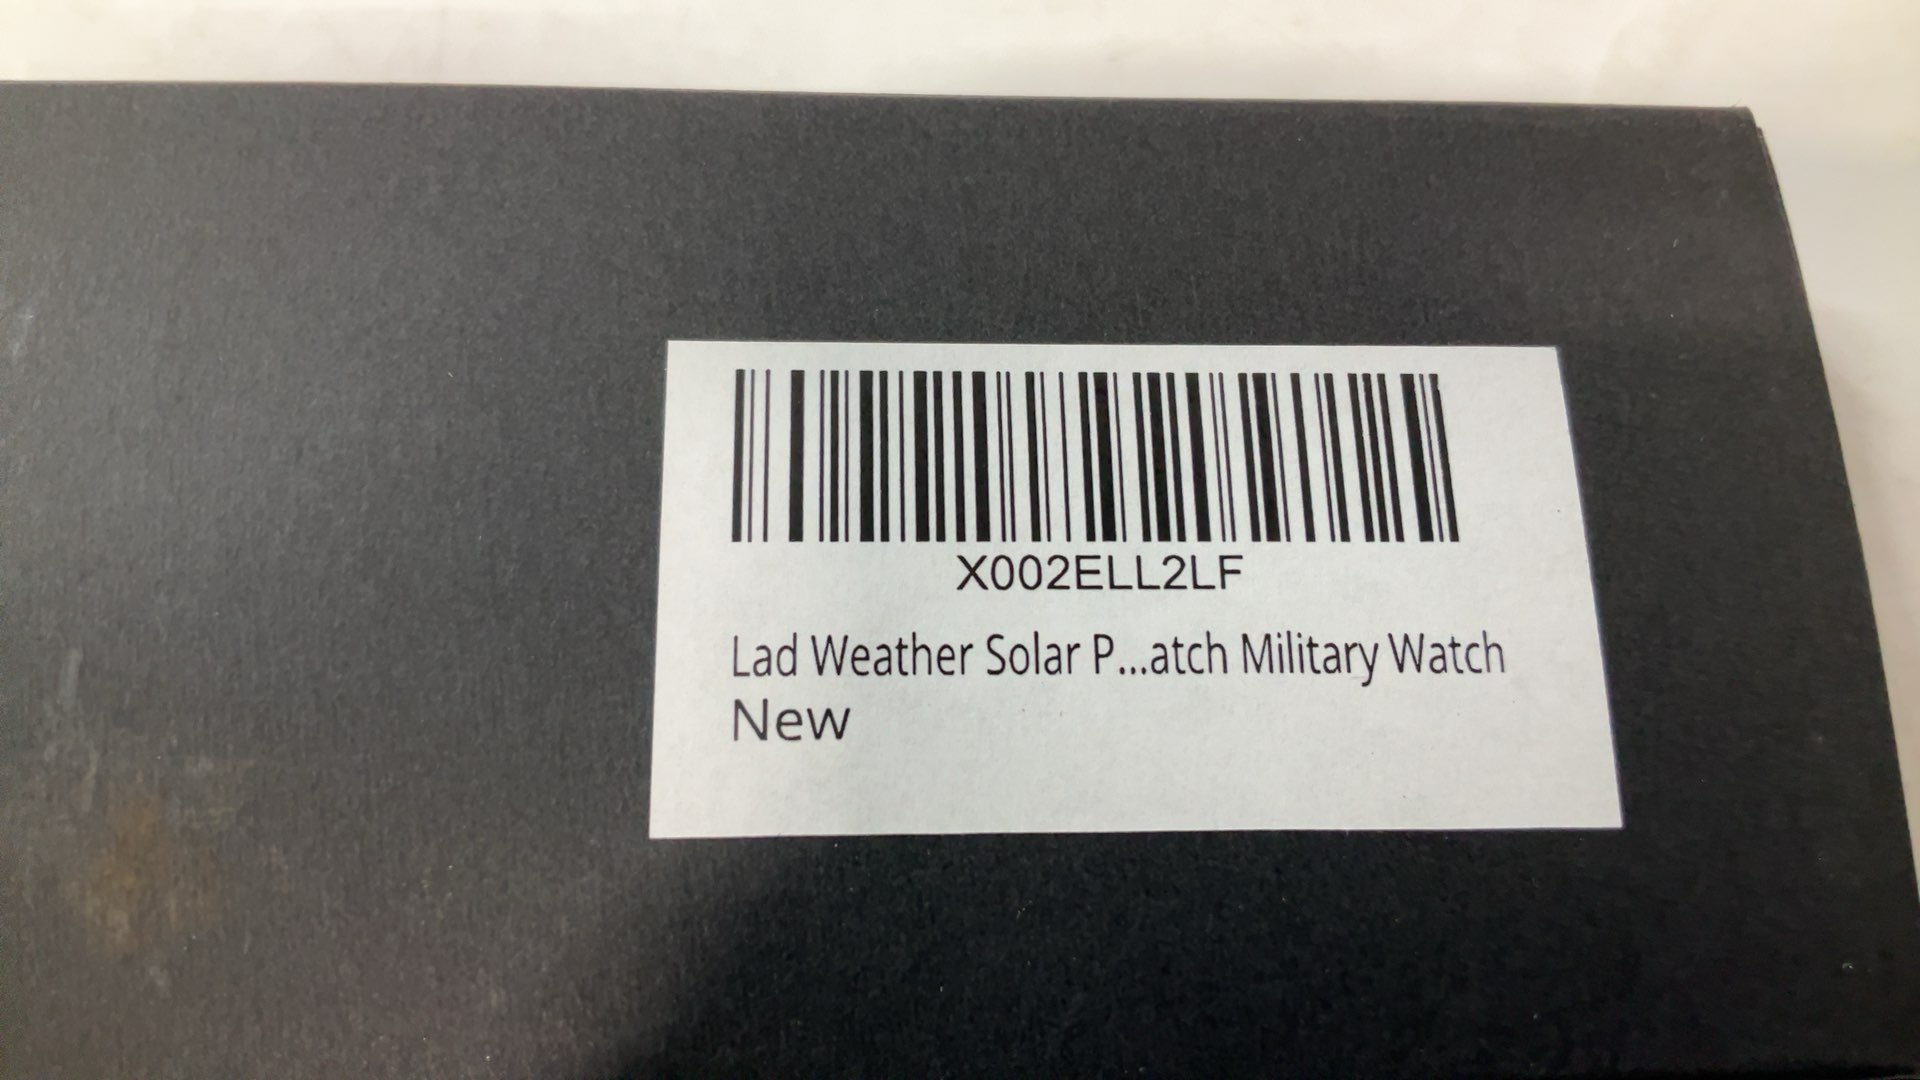 X002ELL2LF
Lad Weather Solar P...atch Military Watch
New